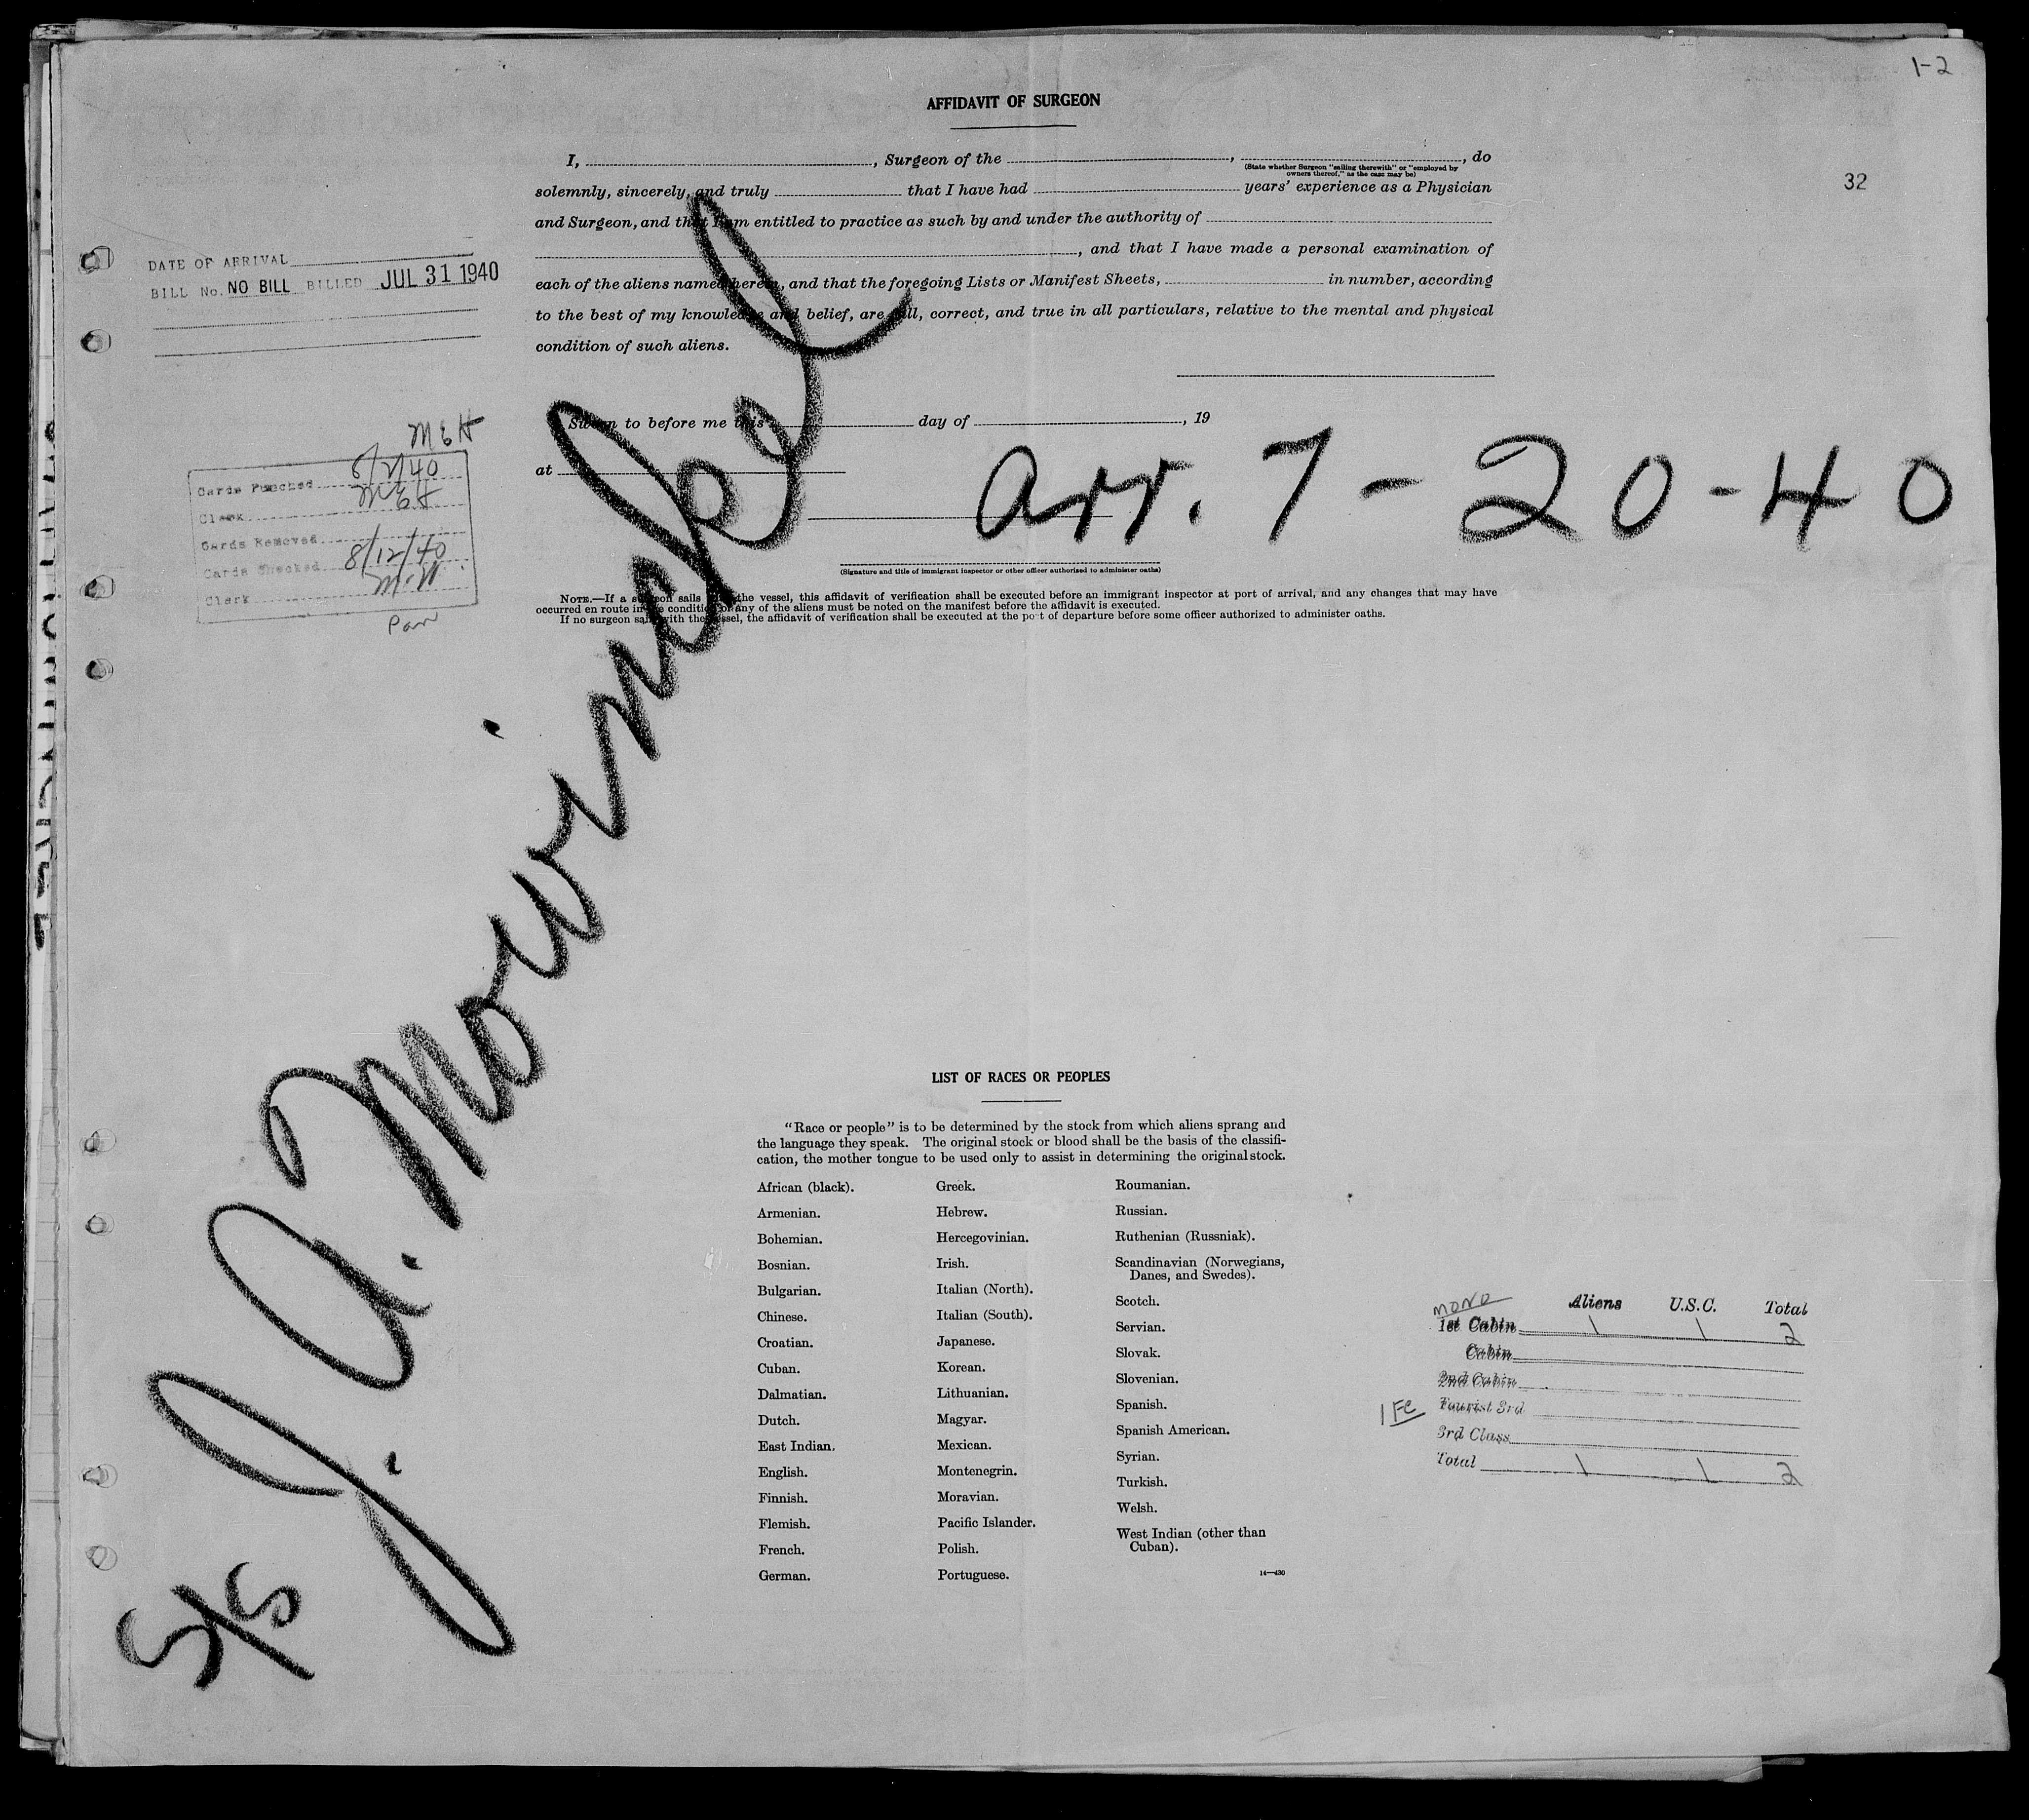 1-2
AFFIDAVIT OF SURGEON
I, , Surgeon of the , , do
(State whether Surgeon "sailing therewith" or "employed by
owners thereof," as the case may be)
32
solemnly, sincerely, and truly that I have had years' experience as a Physician
and Surgeon, and that I am entitled to practice as such by and under the authority of
, and that I have made a personal examination of
each of the aliens named herein, and that the foregoing Lists or Manifest Sheets, in number, according
to the best of my knowledge and belief, are full, correct, and true in all particulars, relative to the mental and physical
condition of such aliens.
DATE OF ARRIVAL
BILL No. NO BILL BILLED JUL 31 1940
Sworn to before me this day of , 19
at
arr. 7-20-40
(Signature and title of immigrant inspector or other officer authorized to administer oaths)
NOTE.—If a surgeon sails with the vessel, this affidavit of verification shall be executed before an immigrant inspector at port of arrival, and any changes that may have
occurred en route in the condition of any of the aliens must be noted on the manifest before the affidavit is executed.
If no surgeon sails with the vessel, the affidavit of verification shall be executed at the port of departure before some officer authorized to administer oaths.
MEH
Cards Punched 8/2/40
Clerk MEH
Cards Removed
Cards Checked 8/12/40
Clerk M.H.
S/S J. A. Mowinckel
LIST OF RACES OR PEOPLES
"Race or people" is to be determined by the stock from which aliens sprang and
the language they speak. The original stock or blood shall be the basis of the classifi-
cation, the mother tongue to be used only to assist in determining the original stock.
African (black).
Armenian.
Bohemian.
Bosnian.
Bulgarian.
Chinese.
Croatian.
Cuban.
Dalmatian.
Dutch.
East Indian.
English.
Finnish.
Flemish.
French.
German.
Greek.
Hebrew.
Hercegovinian.
Irish.
Italian (North).
Italian (South).
Japanese.
Korean.
Lithuanian.
Magyar.
Mexican.
Montenegrin.
Moravian.
Pacific Islander.
Polish.
Portuguese.
Roumanian.
Russian.
Ruthenian (Russniak).
Scandinavian (Norwegians,
Danes, and Swedes).
Scotch.
Servian.
Slovak.
Slovenian.
Spanish.
Spanish American.
Syrian.
Turkish.
Welsh.
West Indian (other than
Cuban).
14—430
MONO Aliens U.S.C. Total
1st Cabin 1 1 2
Cabin
2nd Cabin
1 FC Tourist 3rd
3rd Class
Total 1 1 2